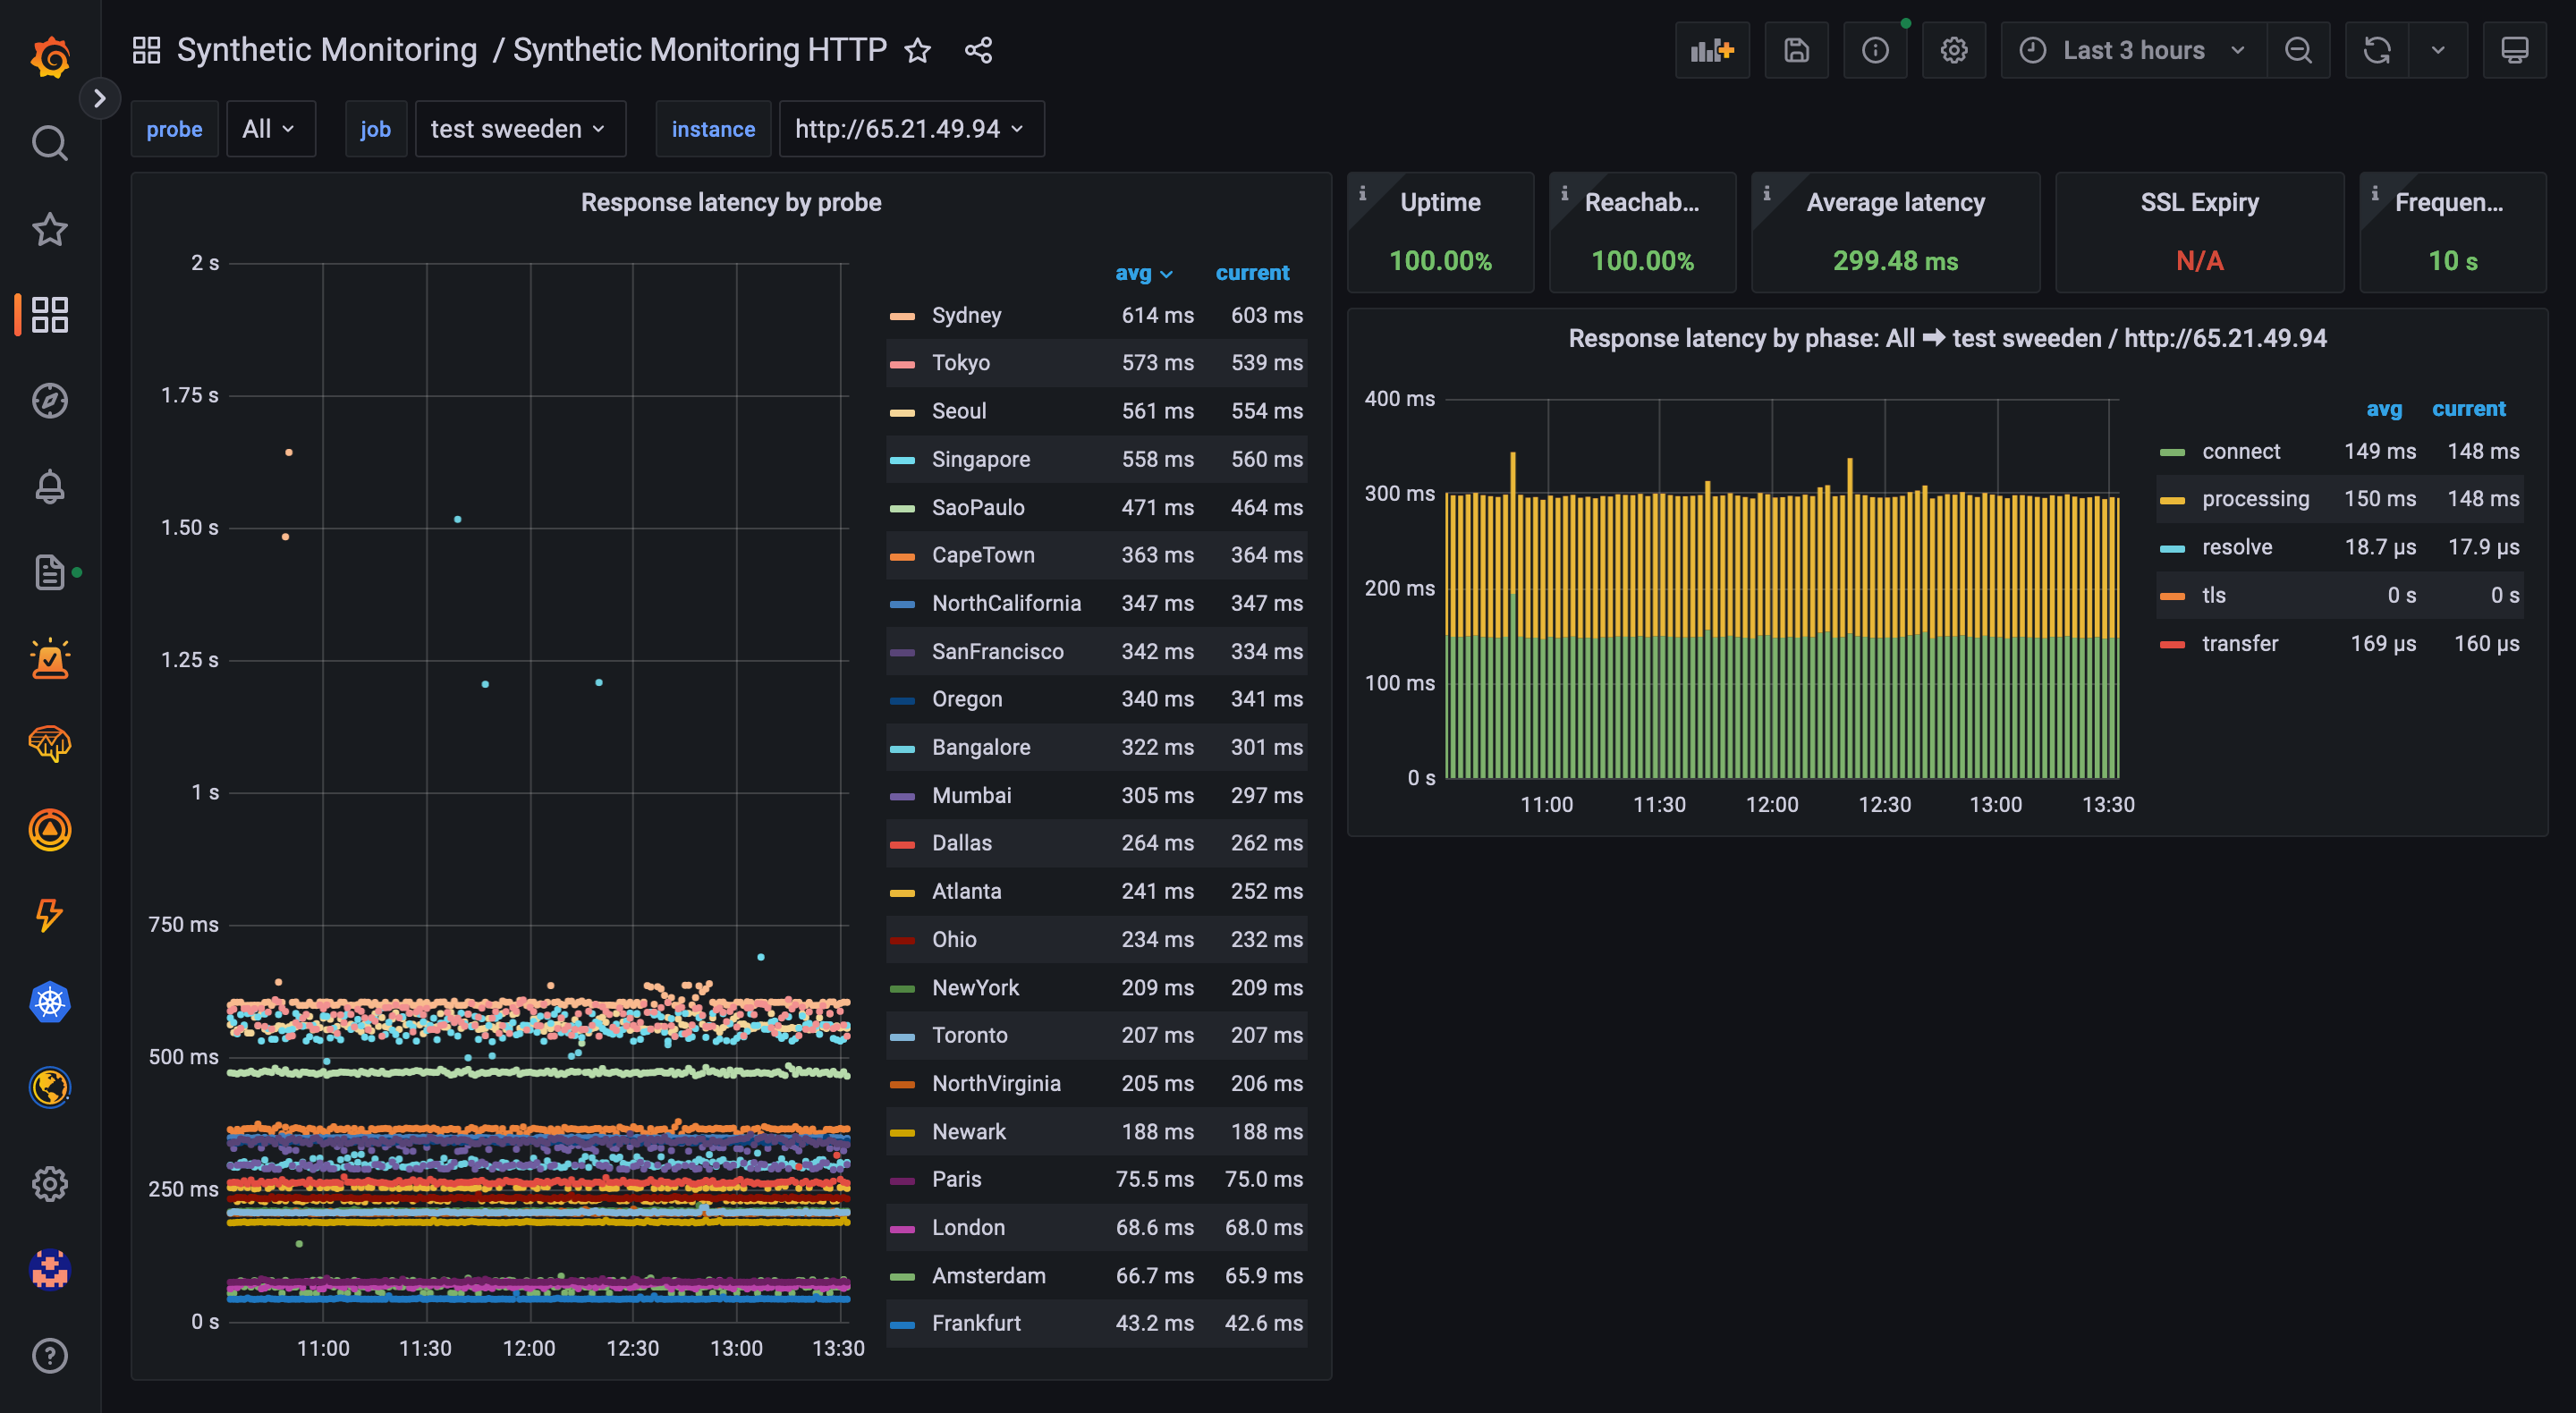 Synthetic Monitoring / Synthetic Monitoring HTTP
Last 3 hours
probe All job test sweeden instance http://65.21.49.94
Response latency by probe
2 s
1.75 s
1.50 s
1.25 s
1 s
750 ms
500 ms
250 ms
0 s
11:00 11:30 12:00 12:30 13:00 13:30
avg current
Sydney 614 ms 603 ms
Tokyo 573 ms 539 ms
Seoul 561 ms 554 ms
Singapore 558 ms 560 ms
SaoPaulo 471 ms 464 ms
CapeTown 363 ms 364 ms
NorthCalifornia 347 ms 347 ms
SanFrancisco 342 ms 334 ms
Oregon 340 ms 341 ms
Bangalore 322 ms 301 ms
Mumbai 305 ms 297 ms
Dallas 264 ms 262 ms
Atlanta 241 ms 252 ms
Ohio 234 ms 232 ms
NewYork 209 ms 209 ms
Toronto 207 ms 207 ms
NorthVirginia 205 ms 206 ms
Newark 188 ms 188 ms
Paris 75.5 ms 75.0 ms
London 68.6 ms 68.0 ms
Amsterdam 66.7 ms 65.9 ms
Frankfurt 43.2 ms 42.6 ms
Uptime
100.00%
Reachab...
100.00%
Average latency
299.48 ms
SSL Expiry
N/A
Frequen...
10 s
Response latency by phase: All ➡ test sweeden / http://65.21.49.94
400 ms
300 ms
200 ms
100 ms
0 s
11:00 11:30 12:00 12:30 13:00 13:30
avg current
connect 149 ms 148 ms
processing 150 ms 148 ms
resolve 18.7 µs 17.9 µs
tls 0 s 0 s
transfer 169 µs 160 µs